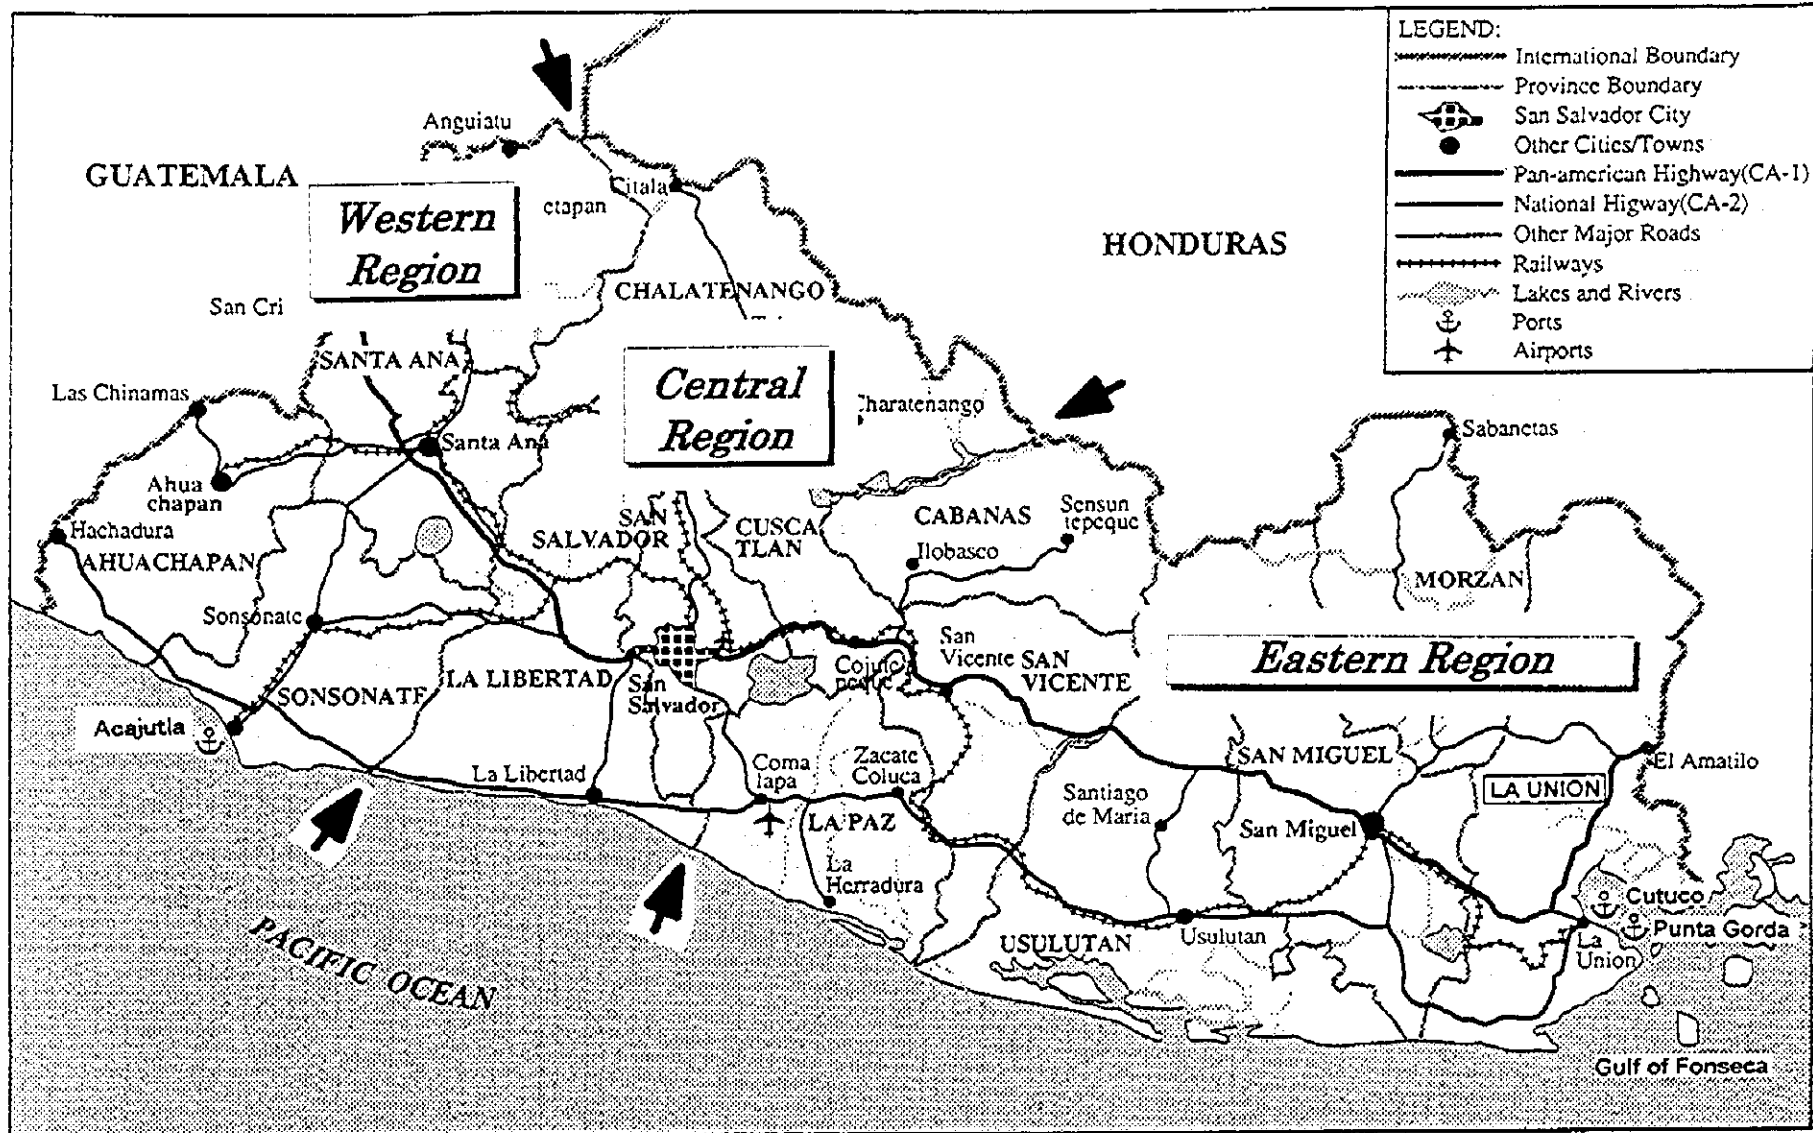 LEGEND:
International Boundary
Province Boundary
San Salvador City
Other Cities/Towns
Pan-american Highway(CA-1)
National Higway(CA-2)
Other Major Roads
Railways
Lakes and Rivers
Ports
Airports
Anguiatu
GUATEMALA
Western
Region
Citala
ctapan
HONDURAS
San Cri
CHALATENANGO
SANTA ANA
Las Chinamas
Central
Region
Charatenango
Santa Ana
Sabanetas
Ahua
chapan
Hachadura
AHUACHAPAN
SAN
SALVADOR
CUSCA
TLAN
CABANAS
Sensun
tepeque
Ilobasco
MORZAN
Sonsonate
San
Vicente
SAN
VICENTE
Eastern Region
Cojute
peque
SONSONATE
LA LIBERTAD
San
Salvador
Acajutla
La Libertad
Coma
lapa
Zacate
Coluca
SAN MIGUEL
El Amatilo
LA UNION
Santiago
de Maria
San Miguel
LA PAZ
La
Herradura
Cutuco
Punta Gorda
La
Union
USULUTAN
Usulutan
PACIFIC OCEAN
Gulf of Fonseca